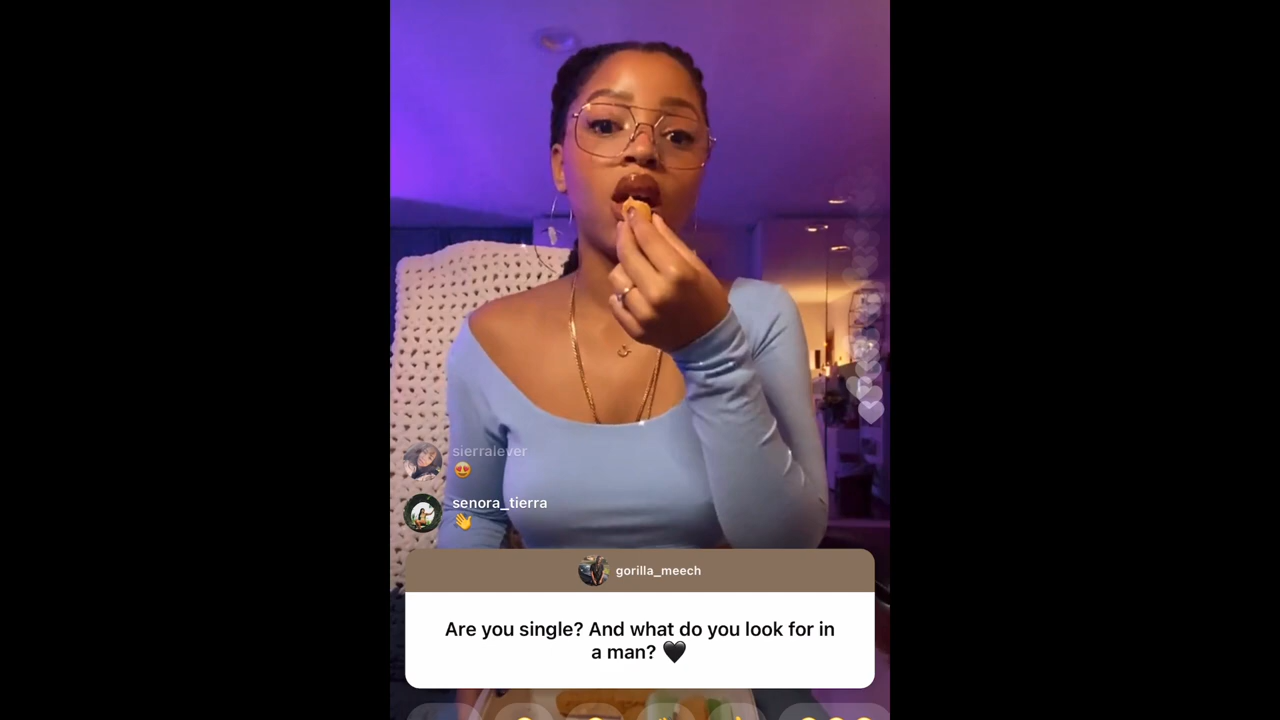 sierralever
😍
senora_tierra
👋
gorilla_meech
Are you single? And what do you look for in
a man? 🖤